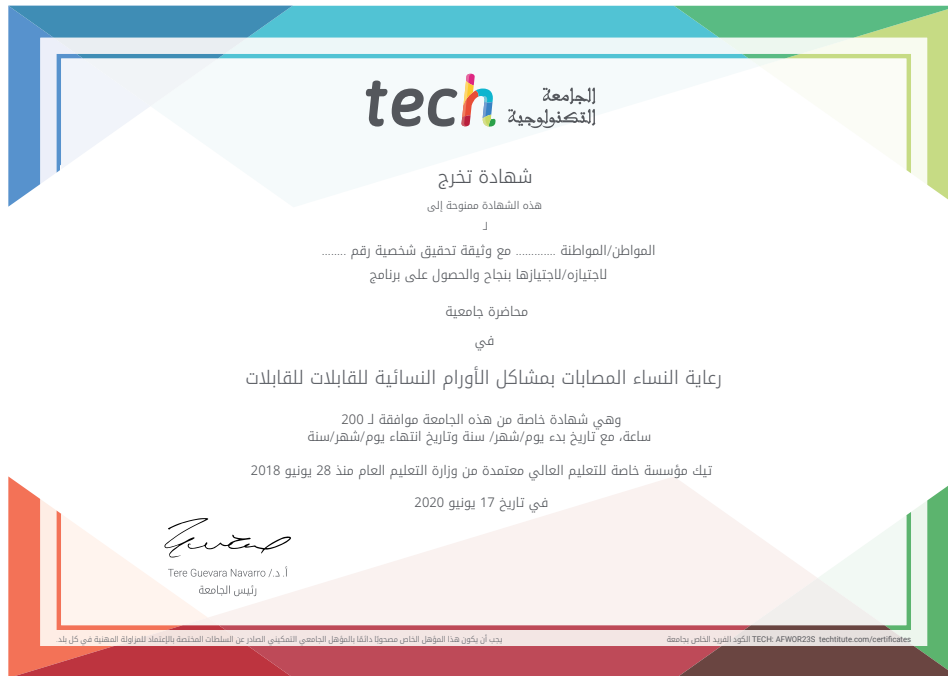 tech الجامعة
التكنولوجية
شهادة تخرج
هذه الشهادة ممنوحة إلى
لـ
المواطن/المواطنة ............ مع وثيقة تحقيق شخصية رقم ........
لاجتيازه/لاجتيازها بنجاح والحصول على برنامج
محاضرة جامعية
في
رعاية النساء المصابات بمشاكل الأورام النسائية للقابلات للقابلات
وهي شهادة خاصة من هذه الجامعة موافقة لـ 200
ساعة، مع تاريخ بدء يوم/شهر/ سنة وتاريخ انتهاء يوم/شهر/سنة
تيك مؤسسة خاصة للتعليم العالي معتمدة من وزارة التعليم العام منذ 28 يونيو 2018
في تاريخ 17 يونيو 2020
أ. د./ Tere Guevara Navarro
رئيس الجامعة
الكود الفريد الخاص بجامعة TECH: AFWOR23S techtitute.com/certificates
يجب أن يكون هذا المؤهل الخاص مصحوبًا دائمًا بالمؤهل الجامعي التمكيني الصادر عن السلطات المختصة بالإعتماد للمزاولة المهنية في كل بلد.